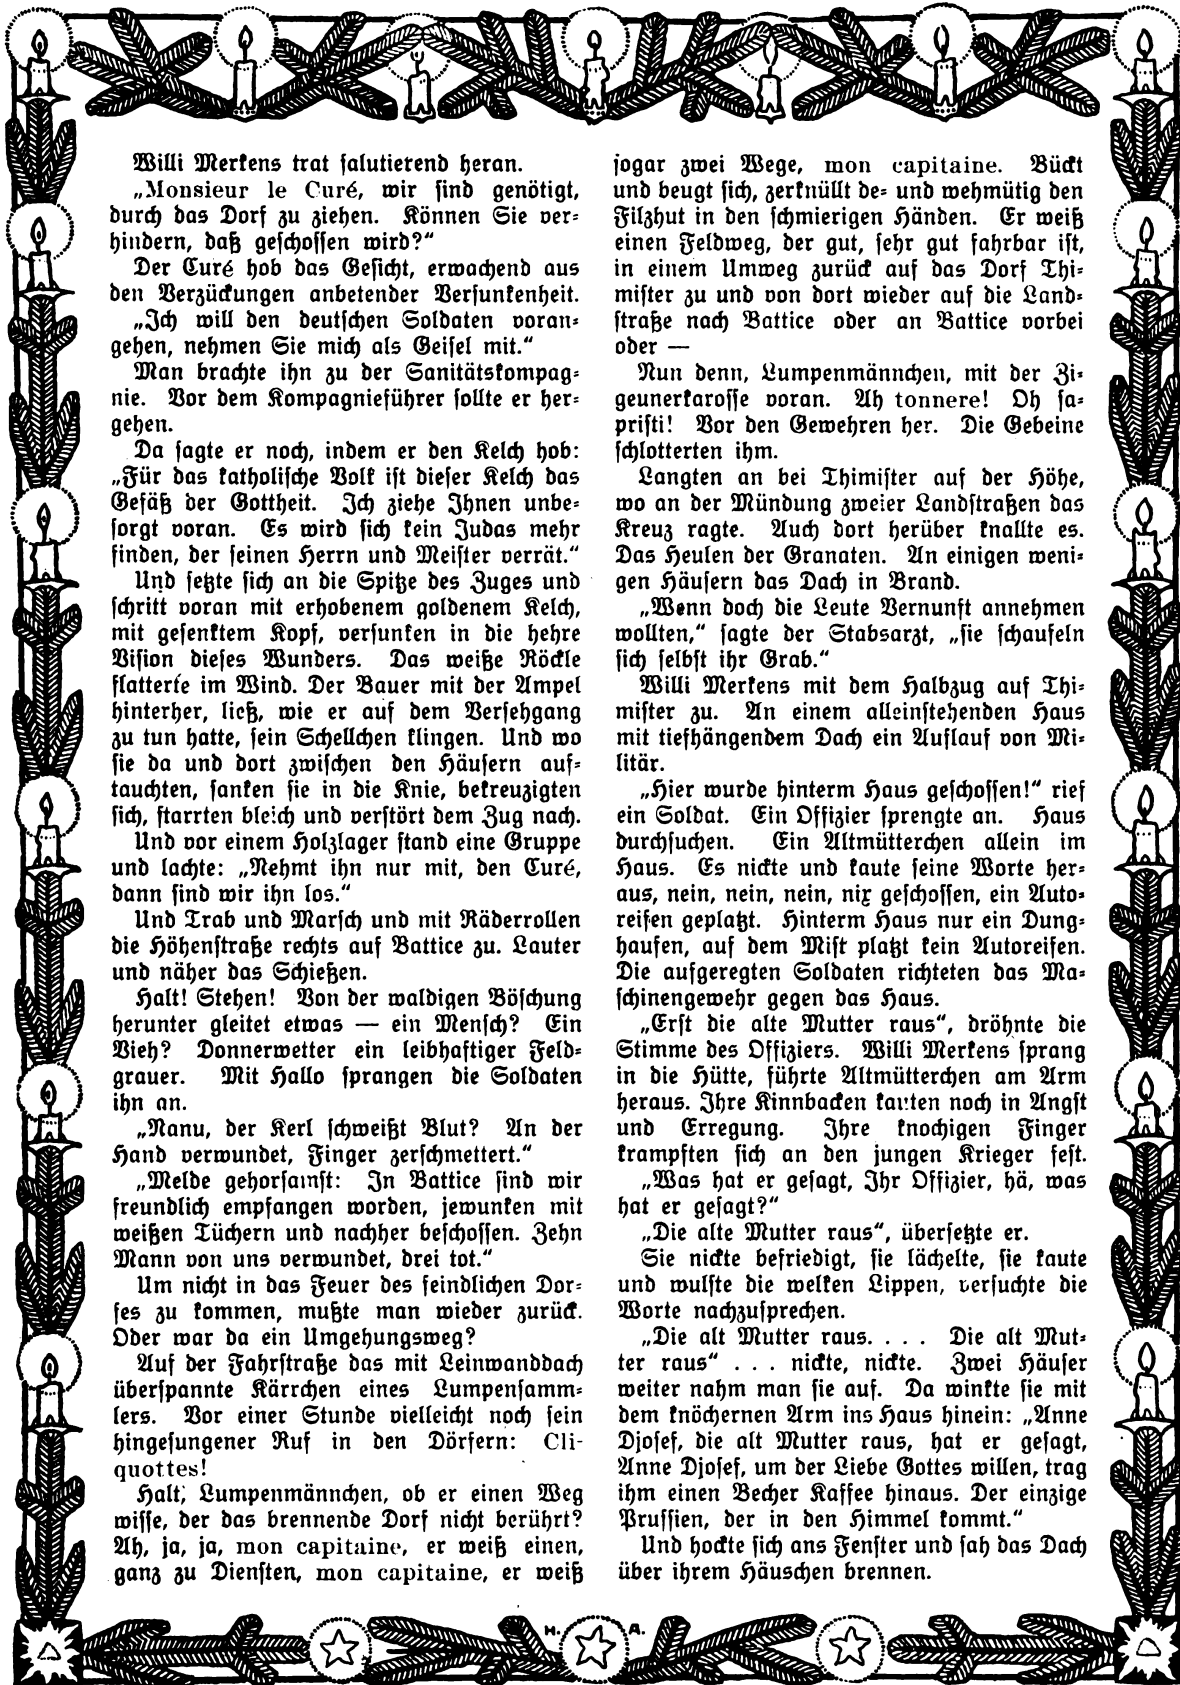 Willi Merkens trat salutierend heran.
„Monsieur le Curé, wir sind genötigt,
durch das Dorf zu ziehen. Können Sie ver-
hindern, daß geschossen wird?“
Der Curé hob das Gesicht, erwachend aus
den Verzückungen anbetender Versunkenheit.
„Ich will den deutschen Soldaten voran-
gehen, nehmen Sie mich als Geisel mit.“
Man brachte ihn zu der Sanitätskompag-
nie. Vor dem Kompagnieführer sollte er her-
gehen.
Da sagte er noch, indem er den Kelch hob:
„Für das katholische Volk ist dieser Kelch das
Gefäß der Gottheit. Ich ziehe Ihnen unbe-
sorgt voran. Es wird sich kein Judas mehr
finden, der seinen Herrn und Meister verrät.“
Und setzte sich an die Spitze des Zuges und
schritt voran mit erhobenem goldenem Kelch,
mit gesenktem Kopf, versunken in die hehre
Vision dieses Wunders. Das weiße Röckle
flatterte im Wind. Der Bauer mit der Ampel
hinterher, ließ, wie er auf dem Versehgang
zu tun hatte, sein Schellchen klingen. Und wo
sie da und dort zwischen den Häusern auf-
tauchten, sanken sie in die Knie, bekreuzigten
sich, starrten bleich und verstört dem Zug nach.
Und vor einem Holzlager stand eine Gruppe
und lachte: „Nehmt ihn nur mit, den Curé,
dann sind wir ihn los.“
Und Trab und Marsch und mit Räderrollen
die Höhenstraße rechts auf Battice zu. Lauter
und näher das Schießen.
Halt! Stehen! Von der waldigen Böschung
herunter gleitet etwas — ein Mensch? Ein
Vieh? Donnerwetter ein leibhaftiger Feld-
grauer. Mit Hallo sprangen die Soldaten
ihn an.
„Nanu, der Kerl schweißt Blut? An der
Hand verwundet, Finger zerschmettert.“
„Melde gehorsamst: In Battice sind wir
freundlich empfangen worden, jewunken mit
weißen Tüchern und nachher beschossen. Zehn
Mann von uns verwundet, drei tot.“
Um nicht in das Feuer des feindlichen Dor-
fes zu kommen, mußte man wieder zurück.
Oder war da ein Umgehungsweg?
Auf der Fahrstraße das mit Leinwanddach
überspannte Kärrchen eines Lumpensamm-
lers. Vor einer Stunde vielleicht noch sein
hingesungener Ruf in den Dörfern: Cli-
quottes!
Halt, Lumpenmännchen, ob er einen Weg
wisse, der das brennende Dorf nicht berührt?
Ah, ja, ja, mon capitaine, er weiß einen,
ganz zu Diensten, mon capitaine, er weiß
sogar zwei Wege, mon capitaine. Bückt
und beugt sich, zerknüllt de- und wehmütig den
Filzhut in den schmierigen Händen. Er weiß
einen Feldweg, der gut, sehr gut fahrbar ist,
in einem Umweg zurück auf das Dorf Thi-
mister zu und von dort wieder auf die Land-
straße nach Battice oder an Battice vorbei
oder —
Nun denn, Lumpenmännchen, mit der Zi-
geunerkarosse voran. Ah tonnere! Oh sa-
pristi! Vor den Gewehren her. Die Gebeine
schlotterten ihm.
Langten an bei Thimister auf der Höhe,
wo an der Mündung zweier Landstraßen das
Kreuz ragte. Auch dort herüber knallte es.
Das Heulen der Granaten. An einigen weni-
gen Häusern das Dach in Brand.
„Wenn doch die Leute Vernunft annehmen
wollten,“ sagte der Stabsarzt, „sie schaufeln
sich selbst ihr Grab.“
Willi Merkens mit dem Halbzug auf Thi-
mister zu. An einem alleinstehenden Haus
mit tiefhängendem Dach ein Auflauf von Mi-
litär.
„Hier wurde hinterm Haus geschossen!“ rief
ein Soldat. Ein Offizier sprengte an. Haus
durchsuchen. Ein Altmütterchen allein im
Haus. Es nickte und kaute seine Worte her-
aus, nein, nein, nein, nix geschossen, ein Auto-
reifen geplatzt. Hinterm Haus nur ein Dung-
haufen, auf dem Mist platzt kein Autoreifen.
Die aufgeregten Soldaten richteten das Ma-
schinengewehr gegen das Haus.
„Erst die alte Mutter raus“, dröhnte die
Stimme des Offiziers. Willi Merkens sprang
in die Hütte, führte Altmütterchen am Arm
heraus. Ihre Kinnbacken kauten noch in Angst
und Erregung. Ihre knochigen Finger
krampften sich an den jungen Krieger fest.
„Was hat er gesagt, Ihr Offizier, hä, was
hat er gesagt?“
„Die alte Mutter raus“, übersetzte er.
Sie nickte befriedigt, sie lächelte, sie kaute
und wulste die welken Lippen, versuchte die
Worte nachzusprechen.
„Die alt Mutter raus. . . . Die alt Mut-
ter raus“ . . . nickte, nickte. Zwei Häuser
weiter nahm man sie auf. Da winkte sie mit
dem knöchernen Arm ins Haus hinein: „Anne
Djosef, die alt Mutter raus, hat er gesagt,
Anne Djosef, um der Liebe Gottes willen, trag
ihm einen Becher Kaffee hinaus. Der einzige
Prussien, der in den Himmel kommt.“
Und hockte sich ans Fenster und sah das Dach
über ihrem Häuschen brennen.
H. A.